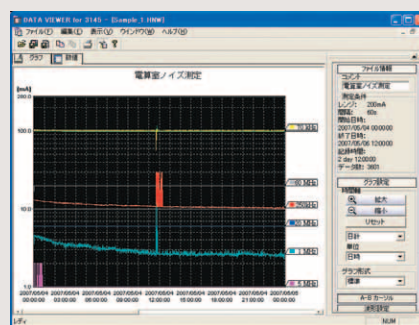 DATA VIEWER for 3145 - [Sample_1.HNW]
ファイル(F) 編集(E) 表示(V) ウインドウ(W) ヘルプ(H)
グラフ 数値
電算室ノイズ測定
[mA]
10.0
1.0
0.1
2007/05/04 2007/05/04 2007/05/04 2007/05/04 2007/05/04 2007/05/04 2007/05/04 2007/05/04 2007/05/05
00:00:00 03:00:00 06:00:00 09:00:00 12:00:00 15:00:00 18:00:00 21:00:00 00:00:00
ファイル情報
コメント
電算室ノイズ測定
測定条件
レンジ: 200mA
間隔: 60s
開始日時:
2007/05/04 00:00:00
終了日時:
2007/05/06 12:00:00
記録時間:
2 day 12:00:00
データ数: 3601
グラフ設定
時間軸
拡大
縮小
リセット
日計
単位
日時
グラフ形式
標準
A-Bカーソル
波形設定
レディ
NUM